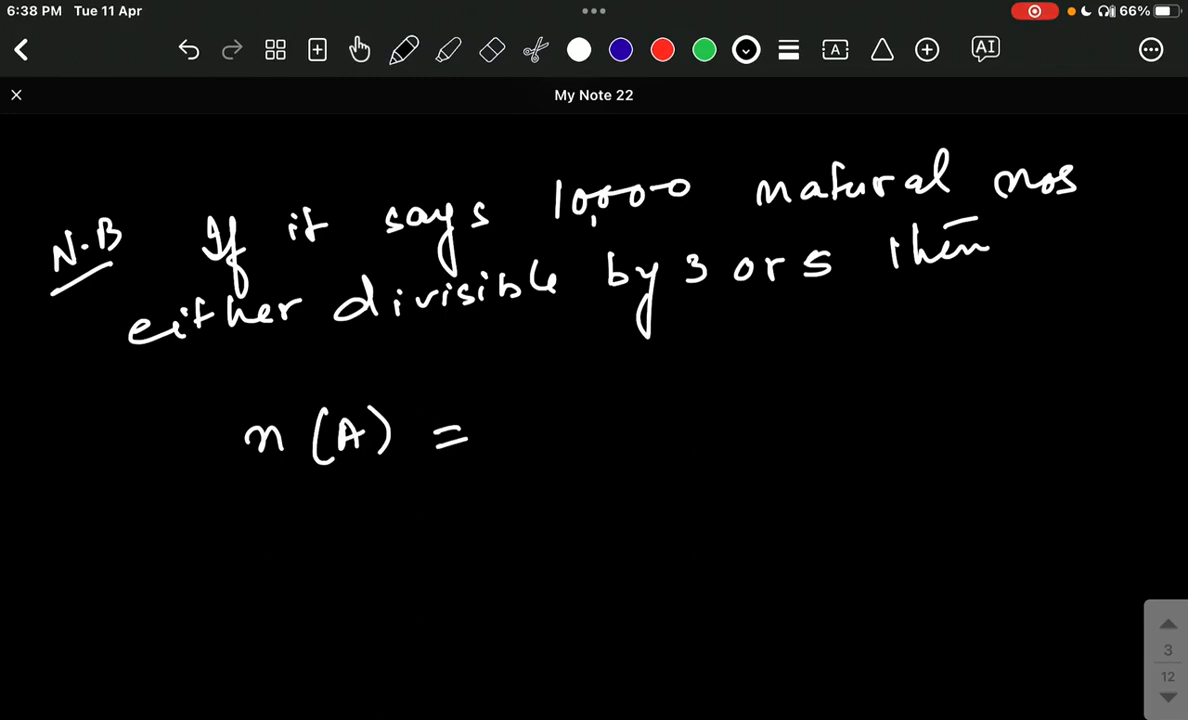 6:38 PM Tue 11 Apr
66%
A
AI
My Note 22
N.B If it says 10,000 natural nos
either divisible by 3 or 5 then
n (A) =
3
12